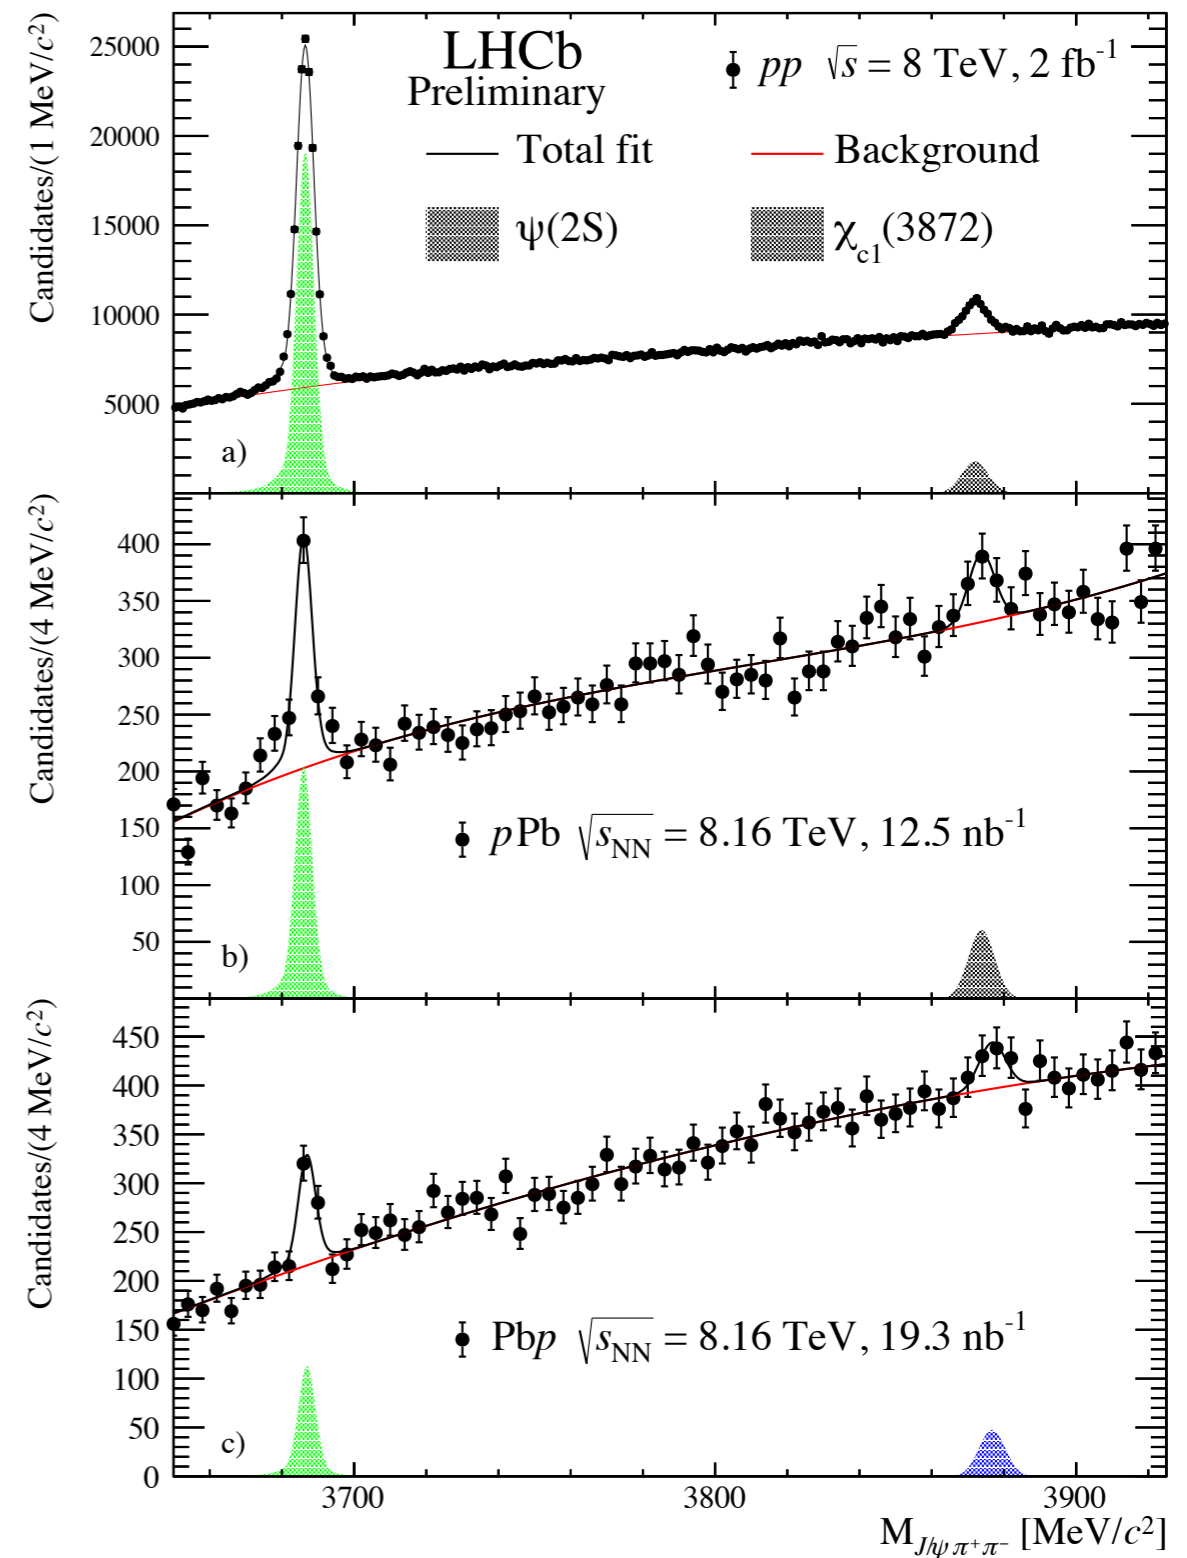 Candidates/(1 MeV/c²)
25000
20000
15000
10000
5000
LHCb
Preliminary
pp √s = 8 TeV, 2 fb⁻¹
Total fit
Background
ψ(2S)
χc1(3872)
a)
Candidates/(4 MeV/c²)
400
350
300
250
200
150
100
50
pPb √sNN = 8.16 TeV, 12.5 nb⁻¹
b)
Candidates/(4 MeV/c²)
450
400
350
300
250
200
150
100
50
0
Pbp √sNN = 8.16 TeV, 19.3 nb⁻¹
c)
3700 3800 3900
M J/ψ π⁺π⁻ [MeV/c²]